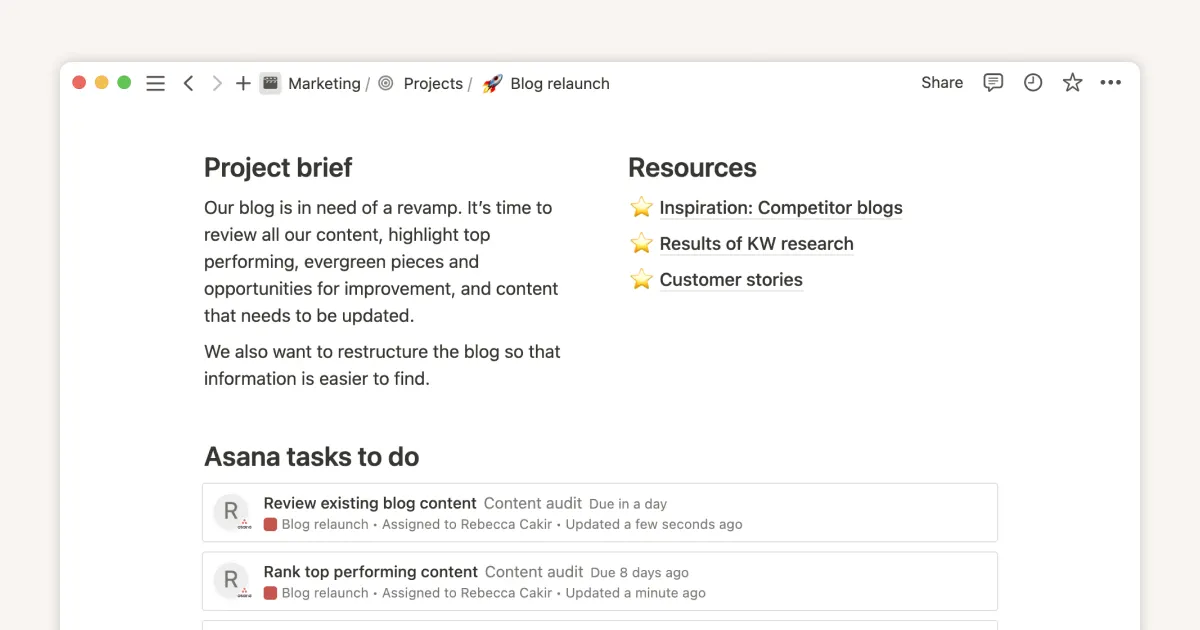 Marketing / Projects / Blog relaunch
Share
Project brief
Our blog is in need of a revamp. It’s time to
review all our content, highlight top
performing, evergreen pieces and
opportunities for improvement, and content
that needs to be updated.
We also want to restructure the blog so that
information is easier to find.
Resources
Inspiration: Competitor blogs
Results of KW research
Customer stories
Asana tasks to do
R
asana
Review existing blog content Content audit Due in a day
Blog relaunch • Assigned to Rebecca Cakir • Updated a few seconds ago
R
asana
Rank top performing content Content audit Due 8 days ago
Blog relaunch • Assigned to Rebecca Cakir • Updated a minute ago